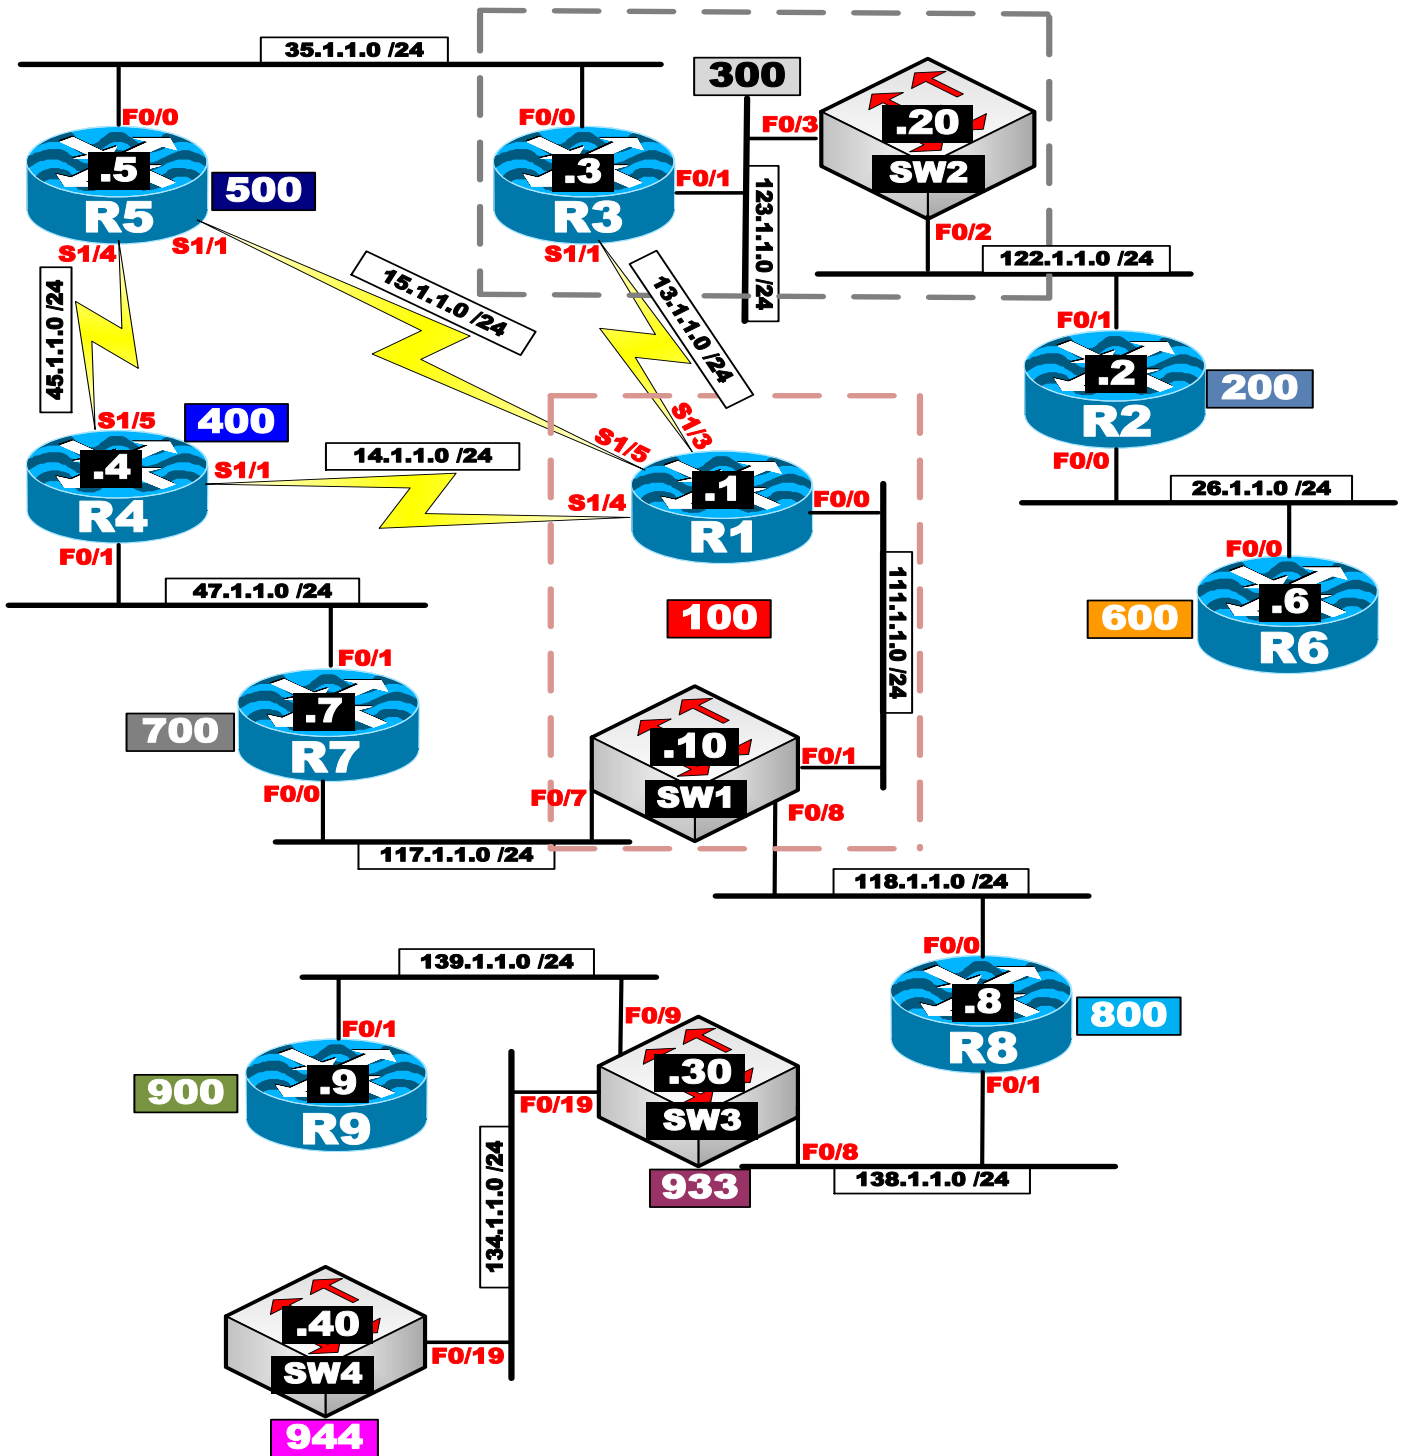 35.1.1.0 /24
300
F0/0
F0/0
F0/3
.20
SW2
.5
R5
500
.3
R3
F0/1
123.1.1.0 /24
S1/4
S1/1
S1/1
F0/2
122.1.1.0 /24
45.1.1.0 /24
15.1.1.0 /24
13.1.1.0 /24
F0/1
.2
R2
200
F0/0
S1/5
400
S1/5
S1/3
.4
R4
S1/1
14.1.1.0 /24
S1/4
.1
R1
F0/0
26.1.1.0 /24
F0/1
F0/0
47.1.1.0 /24
111.1.1.0 /24
100
600
.6
R6
F0/1
.7
R7
700
F0/0
.10
SW1
F0/1
F0/7
F0/8
117.1.1.0 /24
118.1.1.0 /24
F0/0
139.1.1.0 /24
.8
R8
800
F0/1
F0/1
F0/9
.9
R9
900
.30
SW3
F0/19
F0/8
933
138.1.1.0 /24
134.1.1.0 /24
.40
SW4
F0/19
944